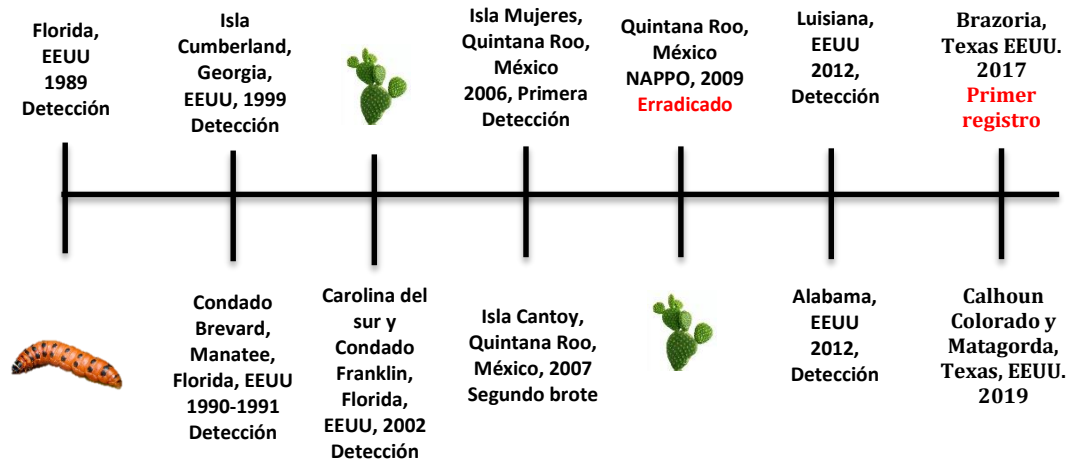 Florida,
EEUU
1989
Detección
Isla
Cumberland,
Georgia,
EEUU, 1999
Detección
Isla Mujeres,
Quintana Roo,
México
2006, Primera
Detección
Quintana Roo,
México
NAPPO, 2009
Erradicado
Luisiana,
EEUU
2012,
Detección
Brazoria,
Texas EEUU.
2017
Primer
registro
Condado
Brevard,
Manatee,
Florida, EEUU
1990-1991
Detección
Carolina del
sur y
Condado
Franklin,
Florida,
EEUU, 2002
Detección
Isla Cantoy,
Quintana Roo,
México, 2007
Segundo brote
Alabama,
EEUU
2012,
Detección
Calhoun
Colorado y
Matagorda,
Texas, EEUU.
2019